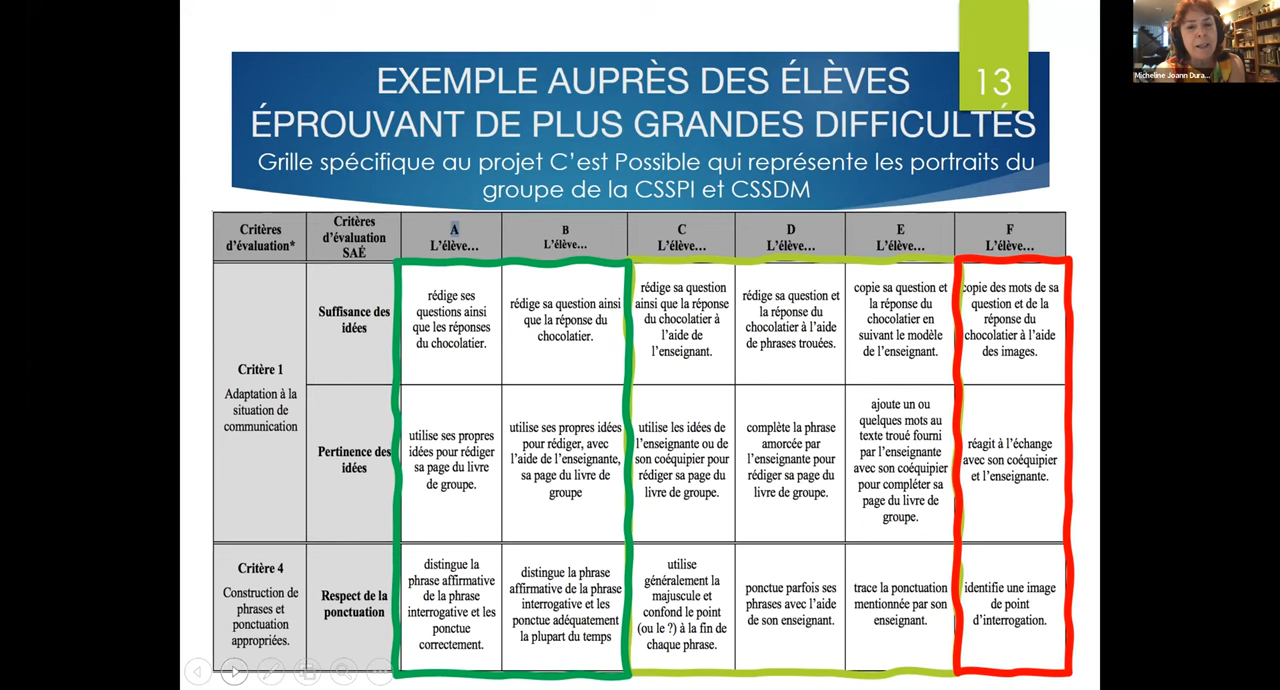 EXEMPLE AUPRÈS DES ÉLÈVES
ÉPROUVANT DE PLUS GRANDES DIFFICULTÉS
13
Grille spécifique au projet C'est Possible qui représente les portraits du
groupe de la CSSPI et CSSDM
Micheline Joann Dura...
Critères
d'évaluation*
Critères
d'évaluation
SAÉ
A
L'élève…
B
L'élève…
C
L'élève…
D
L'élève…
E
L'élève…
F
L'élève…
Critère 1
Adaptation à la
situation de
communication
Suffisance des
idées
rédige ses
questions ainsi
que les réponses
du chocolatier.
rédige sa question ainsi
que la réponse du
chocolatier.
rédige sa question
ainsi que la réponse
du chocolatier à
l'aide de
l'enseignant.
rédige sa question et
la réponse du
chocolatier à l'aide
de phrases trouées.
copie sa question et
la réponse du
chocolatier en
suivant le modèle
de l'enseignant.
copie des mots de sa
question et de la
réponse du
chocolatier à l'aide
des images.
Pertinence des
idées
utilise ses propres
idées pour rédiger
sa page du livre
de groupe.
utilise ses propres idées
pour rédiger, avec
l'aide de l'enseignante,
sa page du livre de
groupe
utilise les idées de
l'enseignante ou de
son coéquipier pour
rédiger sa page du
livre de groupe.
complète la phrase
amorcée par
l'enseignante pour
rédiger sa page du
livre de groupe.
ajoute un ou
quelques mots au
texte troué fourni
par l'enseignante
avec son coéquipier
pour compléter sa
page du livre de
groupe.
réagit à l'échange
avec son coéquipier
et l'enseignante.
Critère 4
Construction de
phrases et
ponctuation
appropriées.
Respect de la
ponctuation
distingue la
phrase affirmative
de la phrase
interrogative et les
ponctue
correctement.
distingue la phrase
affirmative de la phrase
interrogative et les
ponctue adéquatement
la plupart du temps
utilise
généralement la
majuscule et
confond le point
(ou le ?) à la fin de
chaque phrase.
ponctue parfois ses
phrases avec l'aide
de son enseignant.
trace la ponctuation
mentionnée par son
enseignant.
identifie une image
de point
d'interrogation.